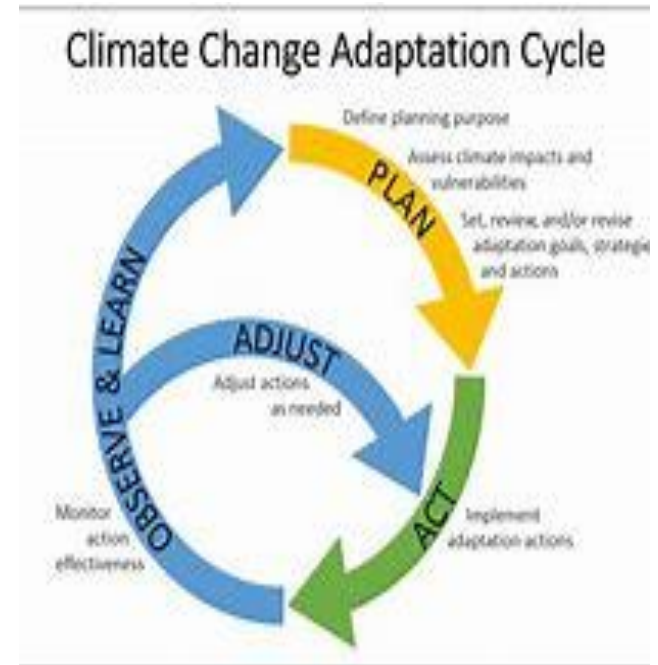 Climate Change Adaptation Cycle
Define planning purpose
PLAN
Assess climate impacts and
vulnerabilities
Set, review, and/or revise
adaptation goals, strategie
and actions
OBSERVE & LEARN
ADJUST
Adjust actions
as needed
Monitor
action
effectiveness
ACT
Implement
adaptation actions